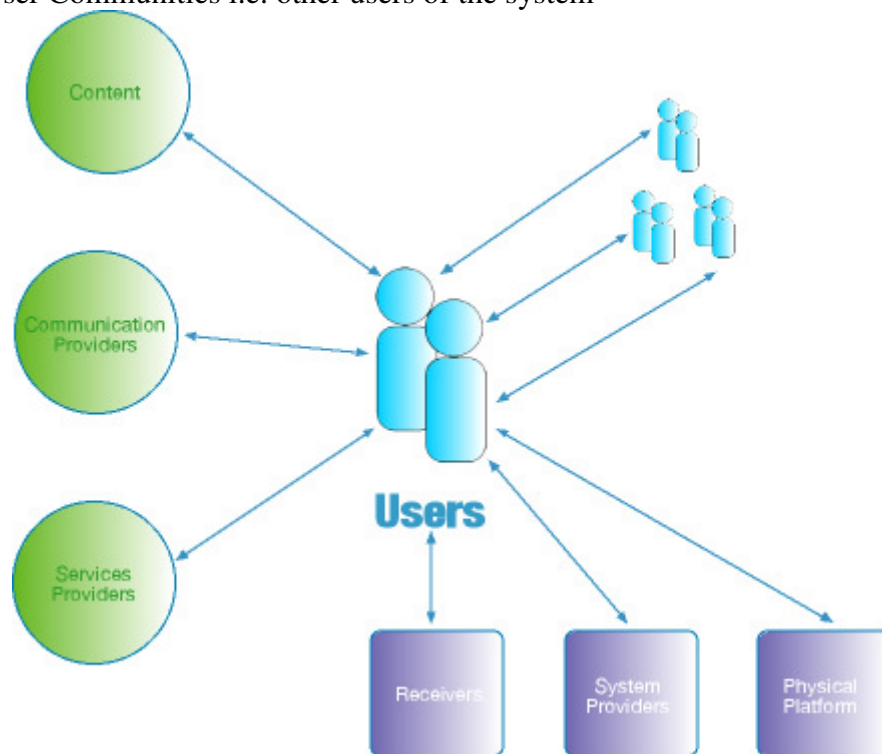 ser Communities i.e. other users of the system
Content
Communication
Providers
Users
Services
Providers
Receivers
System
Providers
Physical
Platform